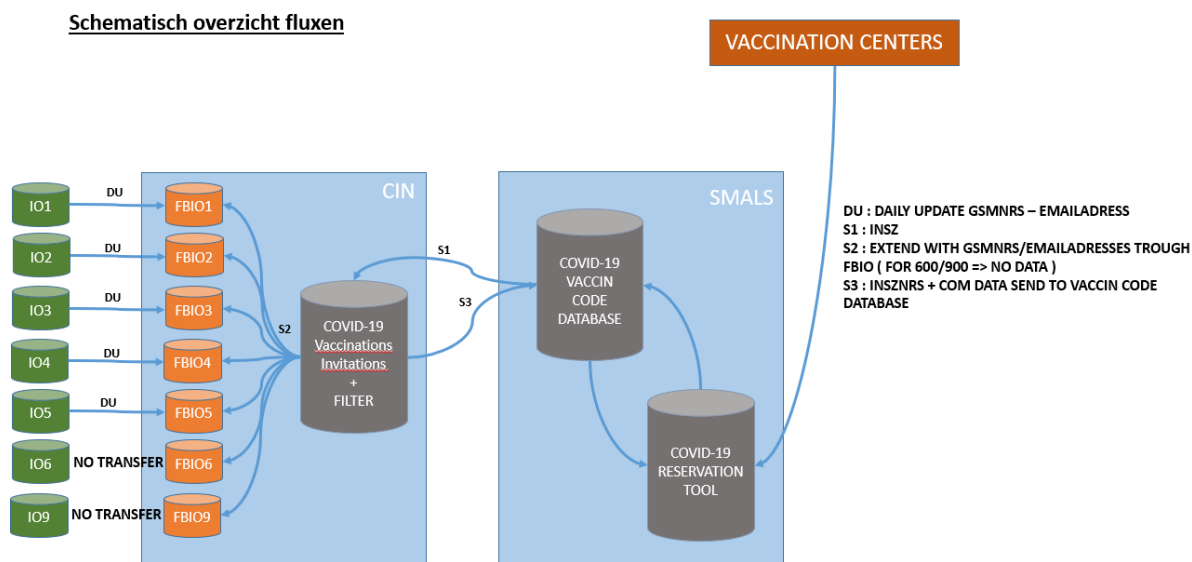 Schematisch overzicht fluxen
VACCINATION CENTERS
CIN
SMALS
IO1
DU
FBIO1
IO2
DU
FBIO2
IO3
DU
FBIO3
IO4
DU
FBIO4
IO5
DU
FBIO5
IO6
NO TRANSFER
FBIO6
IO9
NO TRANSFER
FBIO9
S2
COVID-19
Vaccinations
Invitations
+
FILTER
S1
S3
COVID-19
VACCIN
CODE
DATABASE
COVID-19
RESERVATION
TOOL
DU : DAILY UPDATE GSMNRS – EMAILADRESS
S1 : INSZ
S2 : EXTEND WITH GSMNRS/EMAILADRESSES TROUGH
FBIO ( FOR 600/900 => NO DATA )
S3 : INSZNRS + COM DATA SEND TO VACCIN CODE
DATABASE